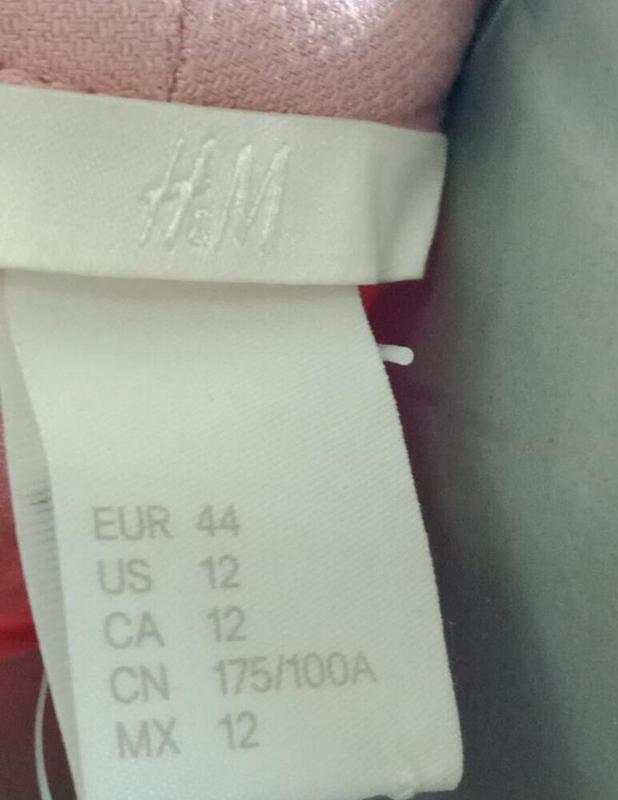 H&M
EUR 44
US 12
CA 12
CN 175/100A
MX 12